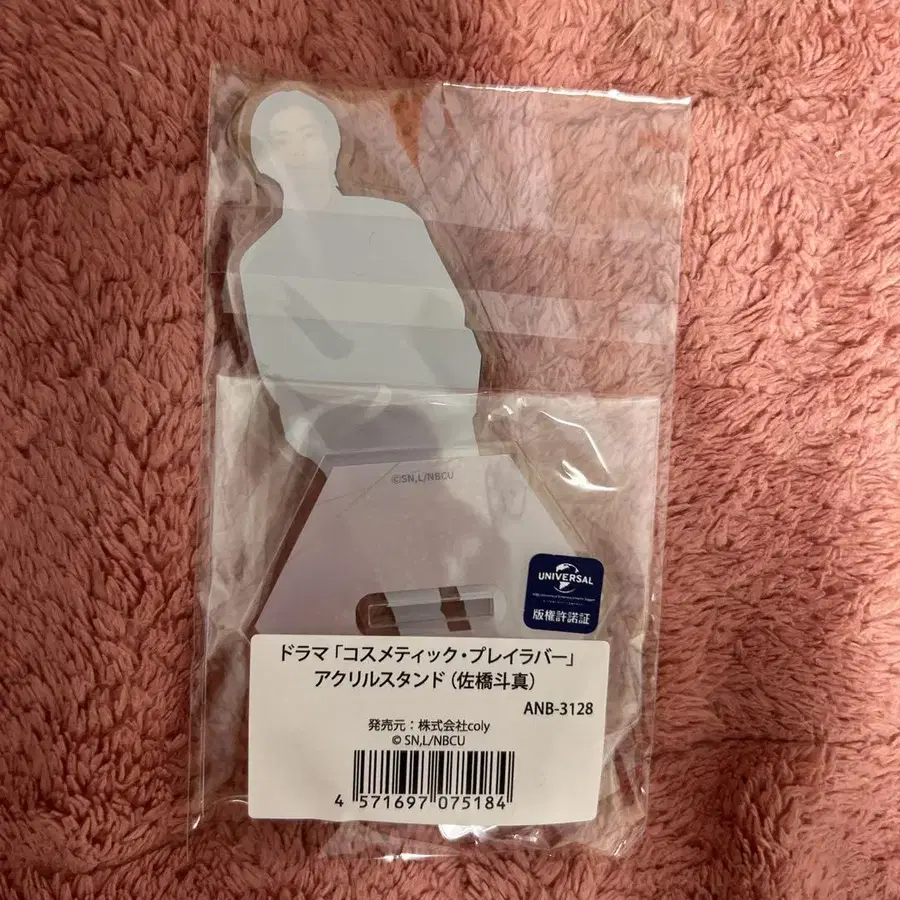 ©SN,L/NBCU
UNIVERSAL
版権許諾証
ドラマ「コスメティック・プレイラバー」
アクリルスタンド(佐橋斗真)
ANB-3128
発売元:株式会社coly
© SN,L/NBCU
4 571697 075184